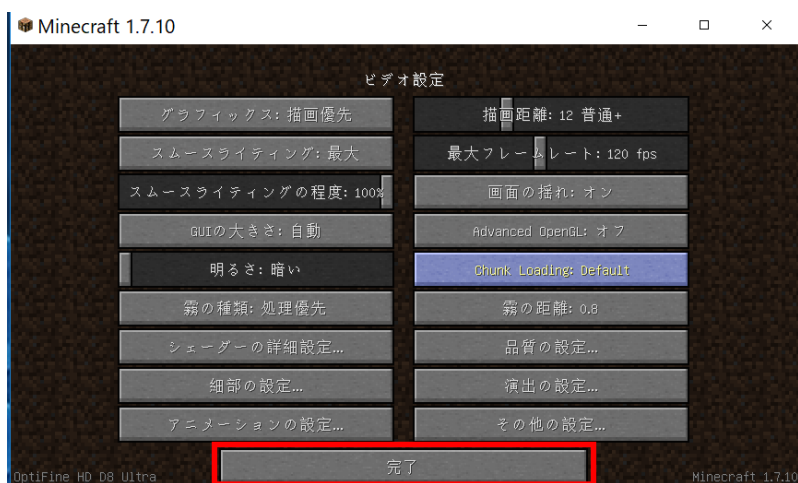 Minecraft 1.7.10
ビデオ設定
グラフィックス: 描画優先
描画距離: 12 普通+
スムースライティング: 最大
最大フレームレート: 120 fps
スムースライティングの程度: 100%
画面の揺れ: オン
GUIの大きさ: 自動
Advanced OpenGL: オフ
明るさ: 暗い
Chunk Loading: Default
霧の種類: 処理優先
霧の距離: 0.8
シェーダーの詳細設定...
品質の設定...
細部の設定...
演出の設定...
アニメーションの設定...
その他の設定...
完了
OptiFine HD D8 Ultra
Minecraft 1.7.10